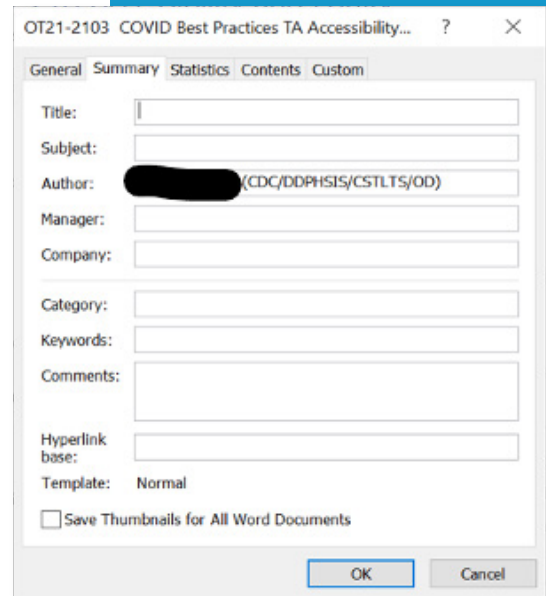 OT21-2103 COVID Best Practices TA Accessibility... ? ×
General Summary Statistics Contents Custom
Title:
Subject:
Author: (CDC/DDPHSIS/CSTLTS/OD)
Manager:
Company:
Category:
Keywords:
Comments:
Hyperlink
base:
Template: Normal
Save Thumbnails for All Word Documents
OK Cancel